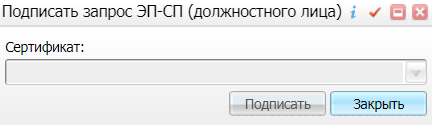 Подписать запрос ЭП-СП (должностного лица)
Сертификат:
Подписать Закрыть